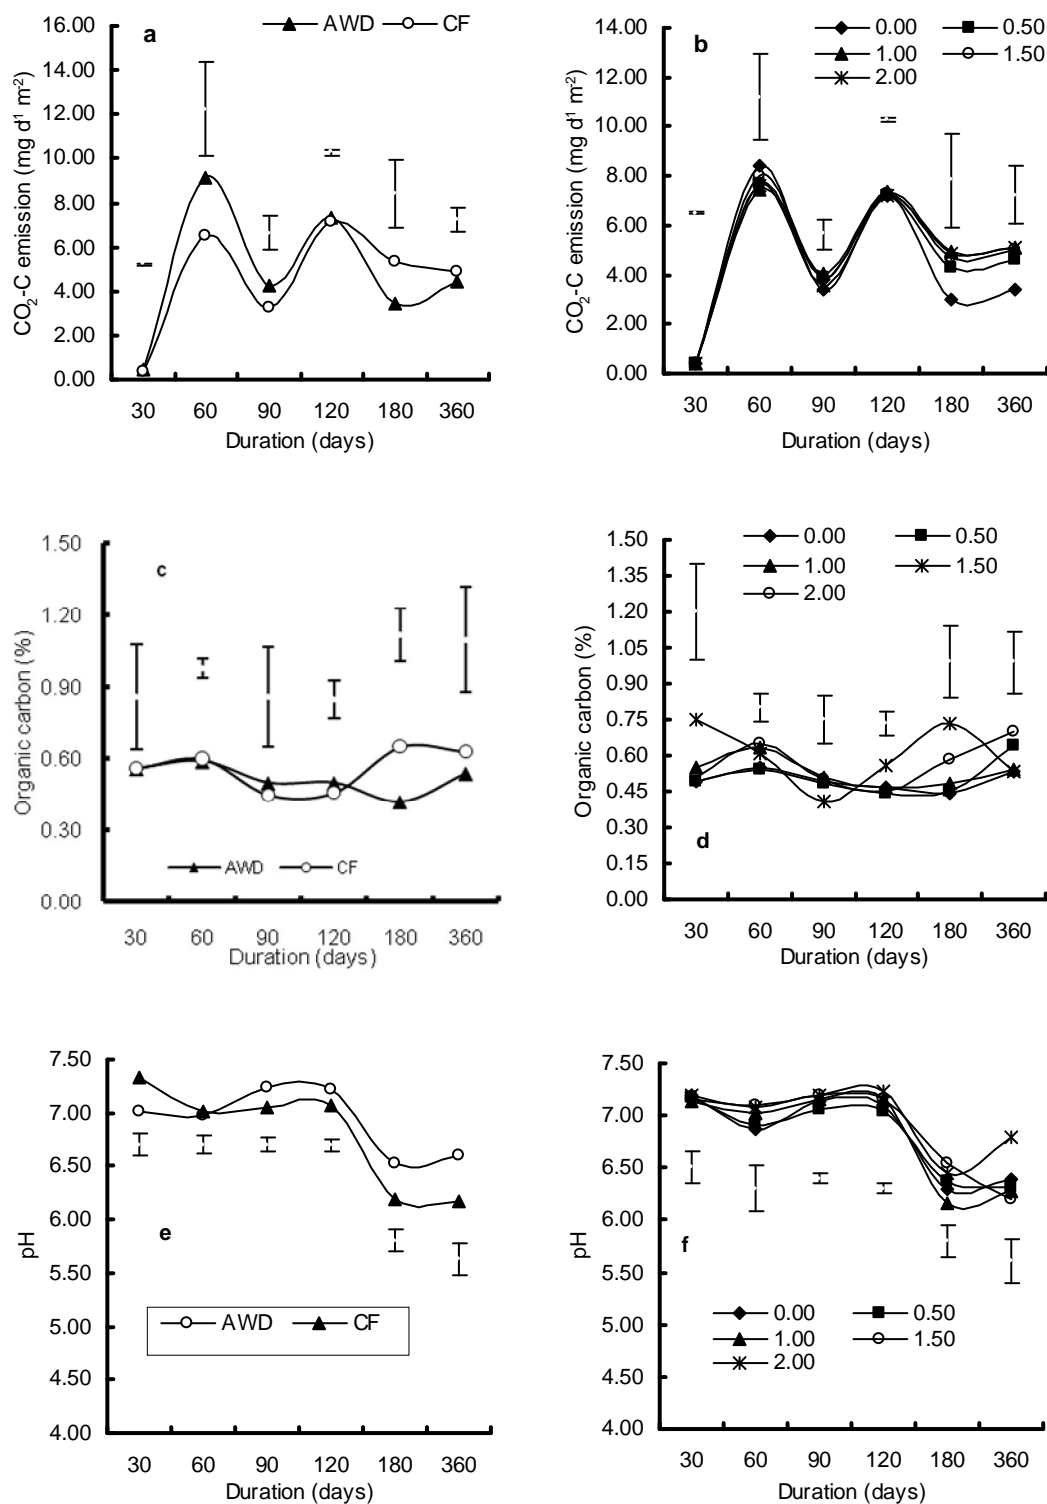 a
AWD CF
16.00
14.00
12.00
10.00
8.00
6.00
4.00
2.00
0.00
CO2-C emission (mg d¹ m⁻²)
30 60 90 120 180 360
Duration (days)
b
0.00 0.50
1.00 1.50
2.00
14.00
12.00
10.00
8.00
6.00
4.00
2.00
0.00
CO2-C emission (mg d¹ m⁻²)
30 60 90 120 180 360
Duration (days)
c
1.50
1.20
0.90
0.60
0.30
0.00
Organic carbon (%)
AWD CF
30 60 90 120 180 360
Duration (days)
0.00 0.50
1.00 1.50
2.00
1.50
1.35
1.20
1.05
0.90
0.75
0.60
0.45
0.30
0.15
0.00
Organic carbon (%)
d
30 60 90 120 180 360
Duration (days)
7.50
7.00
6.50
6.00
5.50
5.00
4.50
4.00
pH
e
AWD CF
30 60 90 120 180 360
Duration (days)
7.50
7.00
6.50
6.00
5.50
5.00
4.50
4.00
pH
f
0.00 0.50
1.00 1.50
2.00
30 60 90 120 180 360
Duration (days)